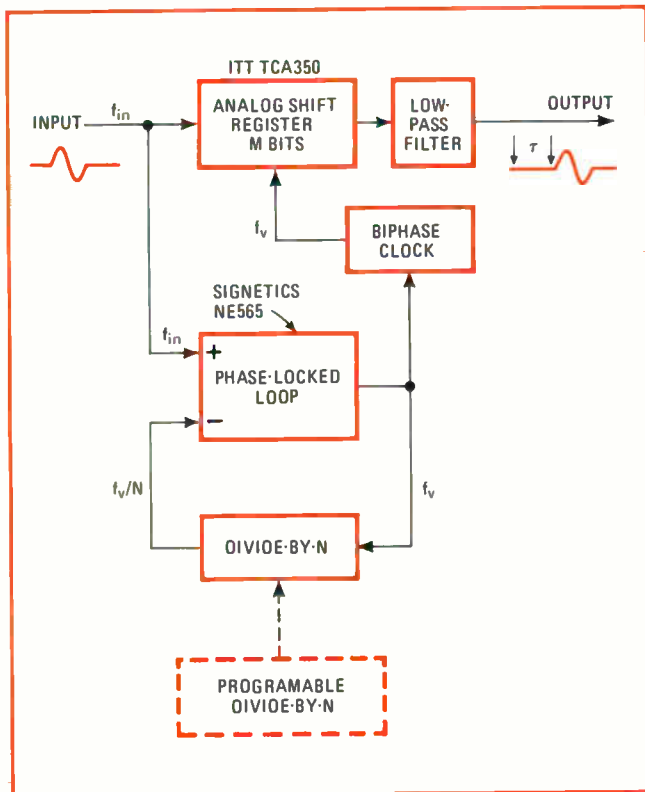 ITT TCA350
INPUT
f_in
ANALOG SHIFT
REGISTER
M BITS
LOW-
PASS
FILTER
OUTPUT
τ
f_v
BIPHASE
CLOCK
SIGNETICS
NE565
f_in
+
PHASE-LOCKED
LOOP
−
f_v/N
f_v
OIVIOE-BY-N
PROGRAMABLE
OIVIOE-BY-N